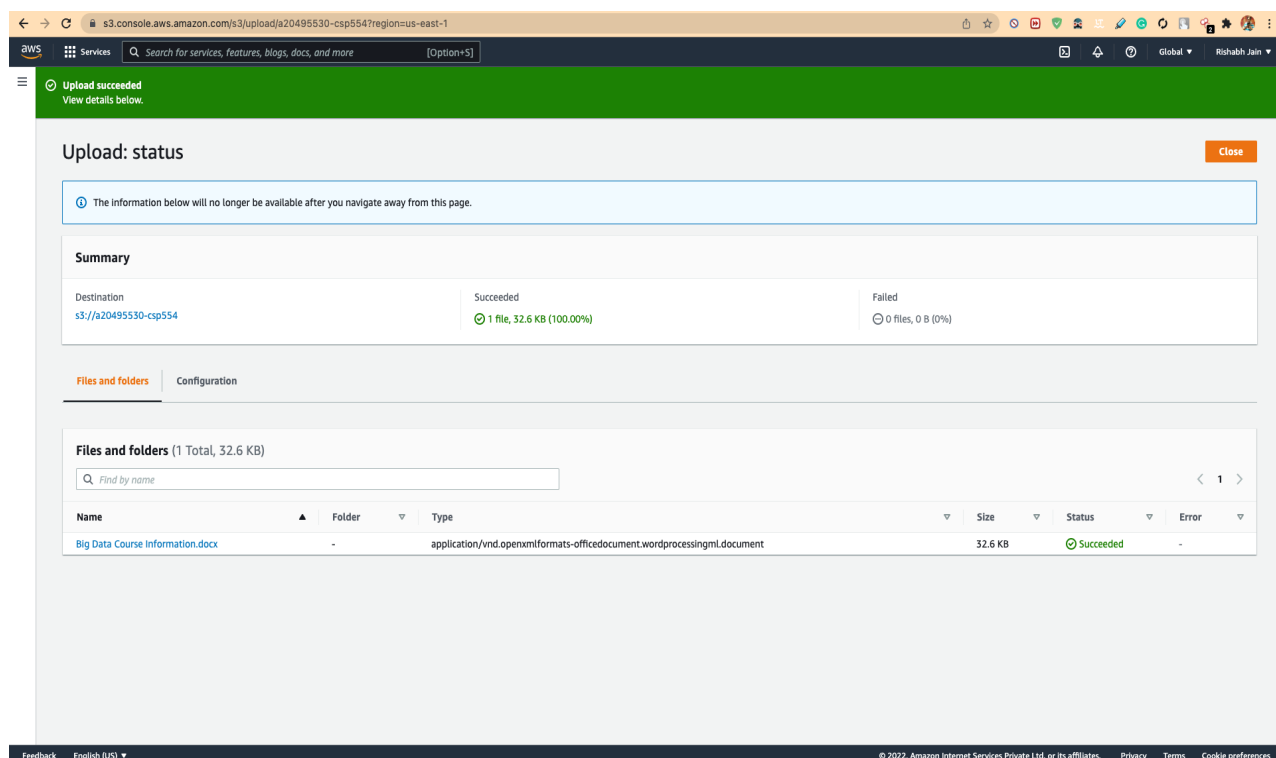 s3.console.aws.amazon.com/s3/upload/a20495530-csp554?region=us-east-1
2
aws Services Search for services, features, blogs, docs, and more [Option+S] Global ▼ Rishabh Jain ▼
Upload succeeded
View details below.
Upload: status Close
The information below will no longer be available after you navigate away from this page.
Summary
Destination Succeeded Failed
s3://a20495530-csp554 1 file, 32.6 KB (100.00%) 0 files, 0 B (0%)
Files and folders Configuration
Files and folders (1 Total, 32.6 KB)
Find by name 1
Name Folder Type Size Status Error
Big Data Course Information.docx - application/vnd.openxmlformats-officedocument.wordprocessingml.document 32.6 KB Succeeded -
Feedback English (US) ▼ © 2022, Amazon Internet Services Private Ltd. or its affiliates. Privacy Terms Cookie preferences